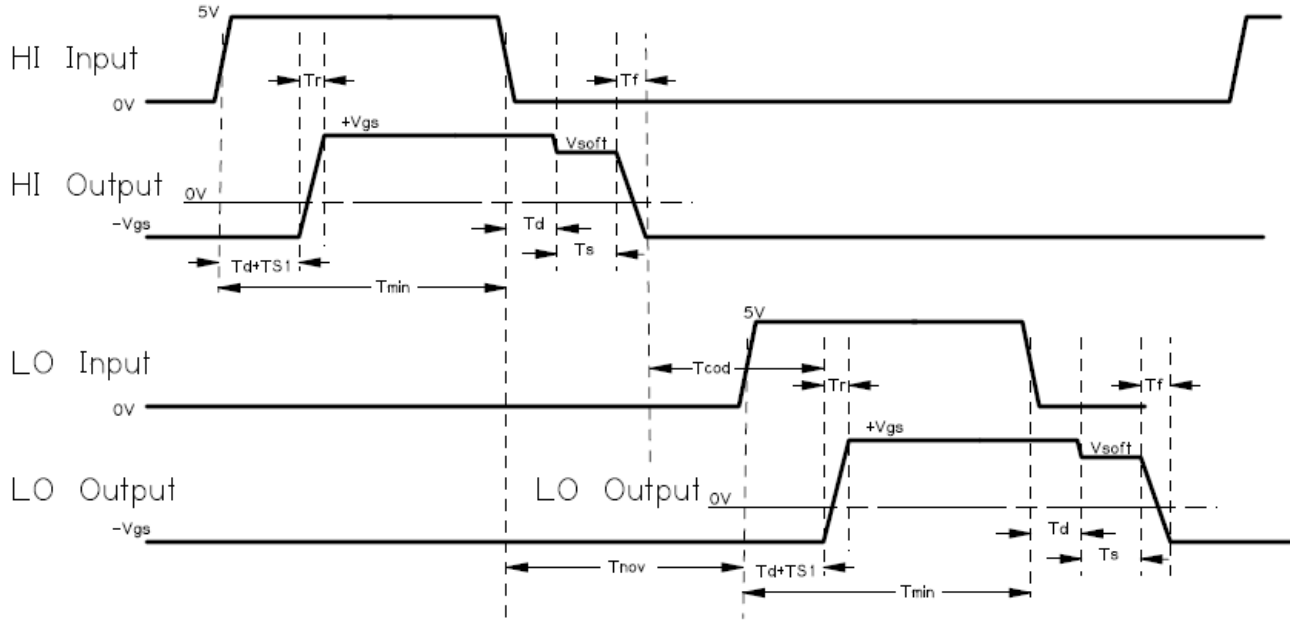 5V
HI Input
Tr
Tf
0V
+Vgs
Vsoft
HI Output
0V
-Vgs
Td
Ts
Td+TS1
Tmin
5V
LO Input
Tcod
Tr
Tf
0V
+Vgs
Vsoft
LO Output
LO Output
0V
-Vgs
Td
Ts
Tnov
Td+TS1
Tmin